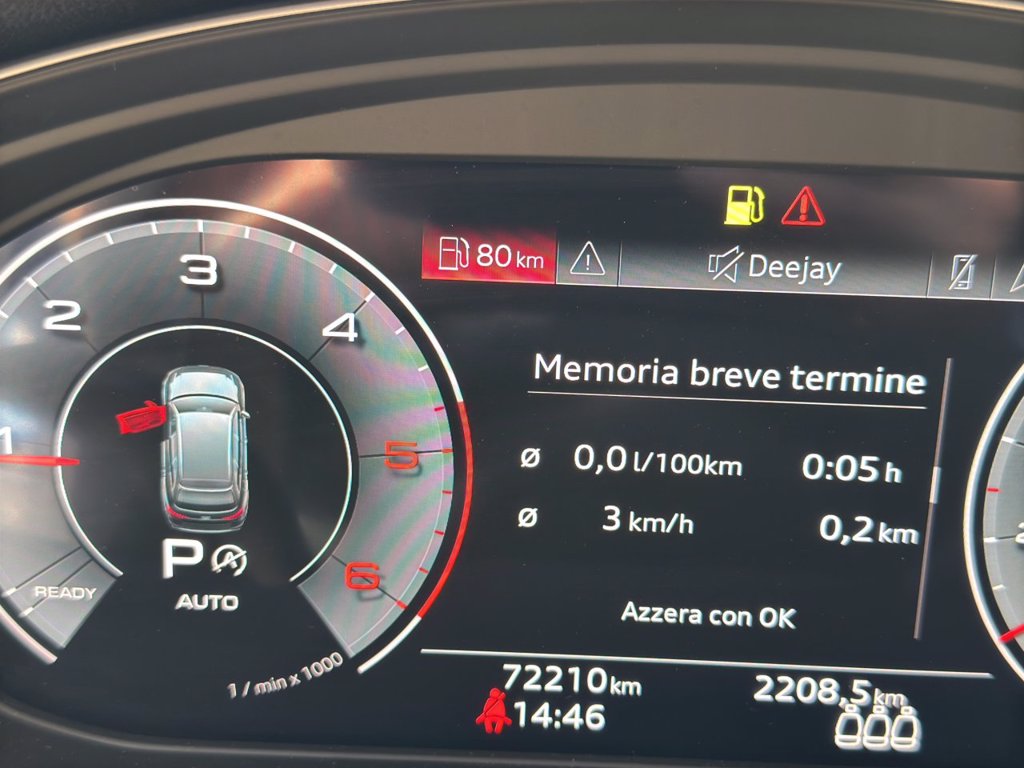 80 km
Deejay
1
2
3
4
5
6
READY
P
AUTO
1 / min x 1000
Memoria breve termine
Ø 0,0 l/100km 0:05 h
Ø 3 km/h 0,2 km
Azzera con OK
72210 km 2208,5 km
14:46